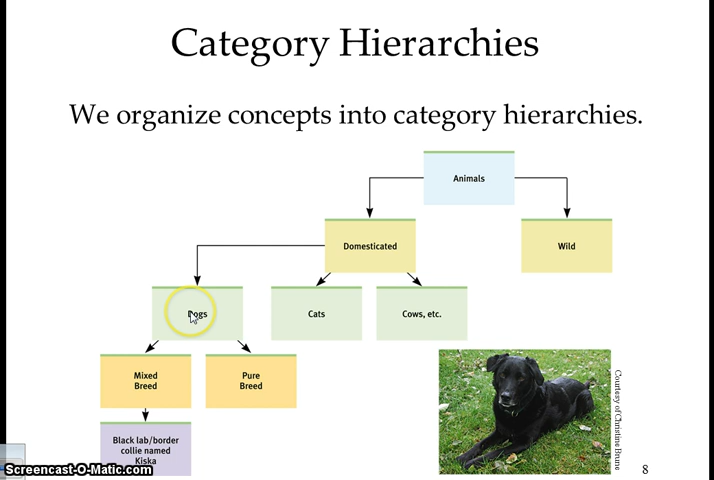 Category Hierarchies
We organize concepts into category hierarchies.
Animals
Domesticated
Wild
Dogs
Cats
Cows, etc.
Mixed
Breed
Pure
Breed
Black lab/border
collie named
Kiska
Courtesy of Christine Brune
Screencast-O-Matic.com
8